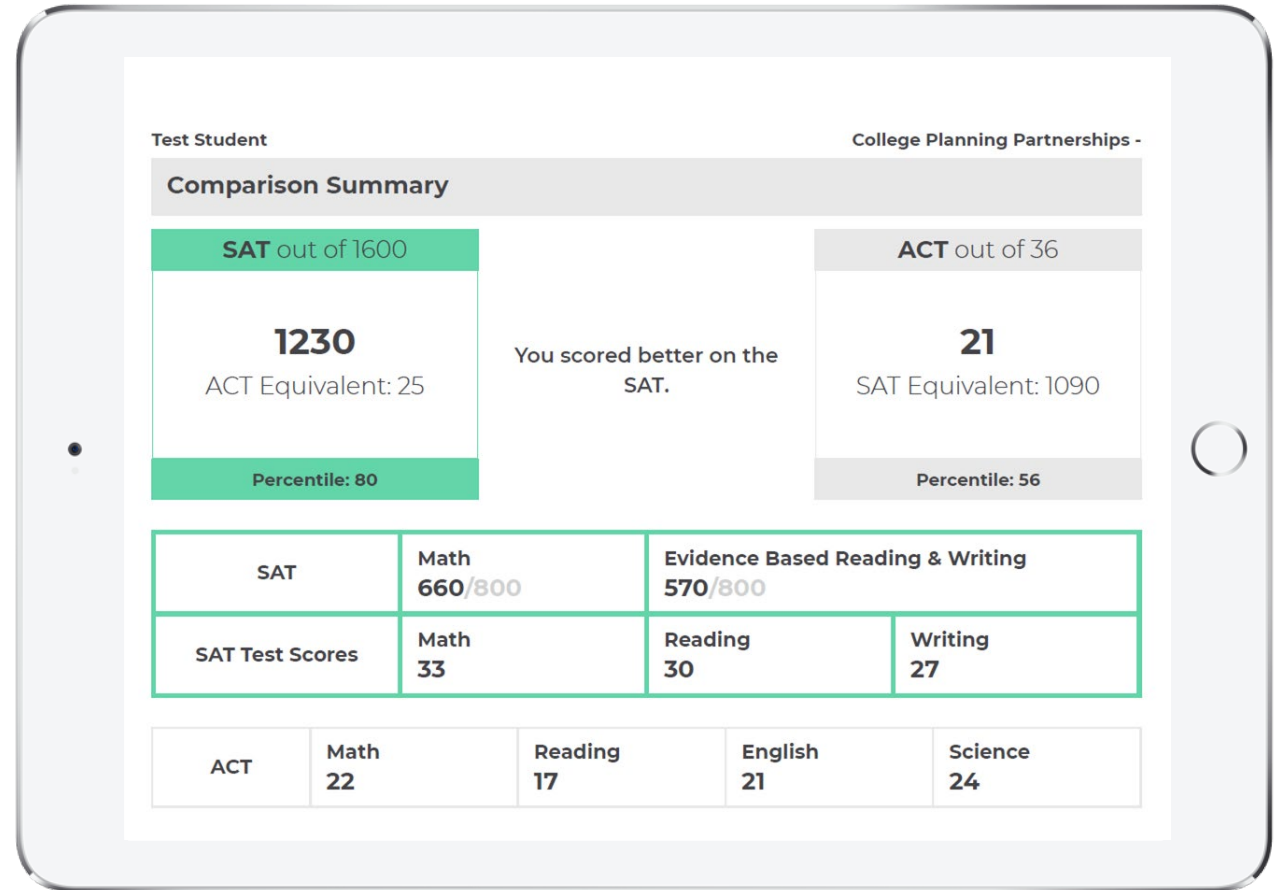 Test Student
College Planning Partnerships -
Comparison Summary
SAT out of 1600
1230
ACT Equivalent: 25
Percentile: 80
You scored better on the
SAT.
ACT out of 36
21
SAT Equivalent: 1090
Percentile: 56
SAT
Math
660/800
Evidence Based Reading & Writing
570/800
SAT Test Scores
Math
33
Reading
30
Writing
27
ACT
Math
22
Reading
17
English
21
Science
24